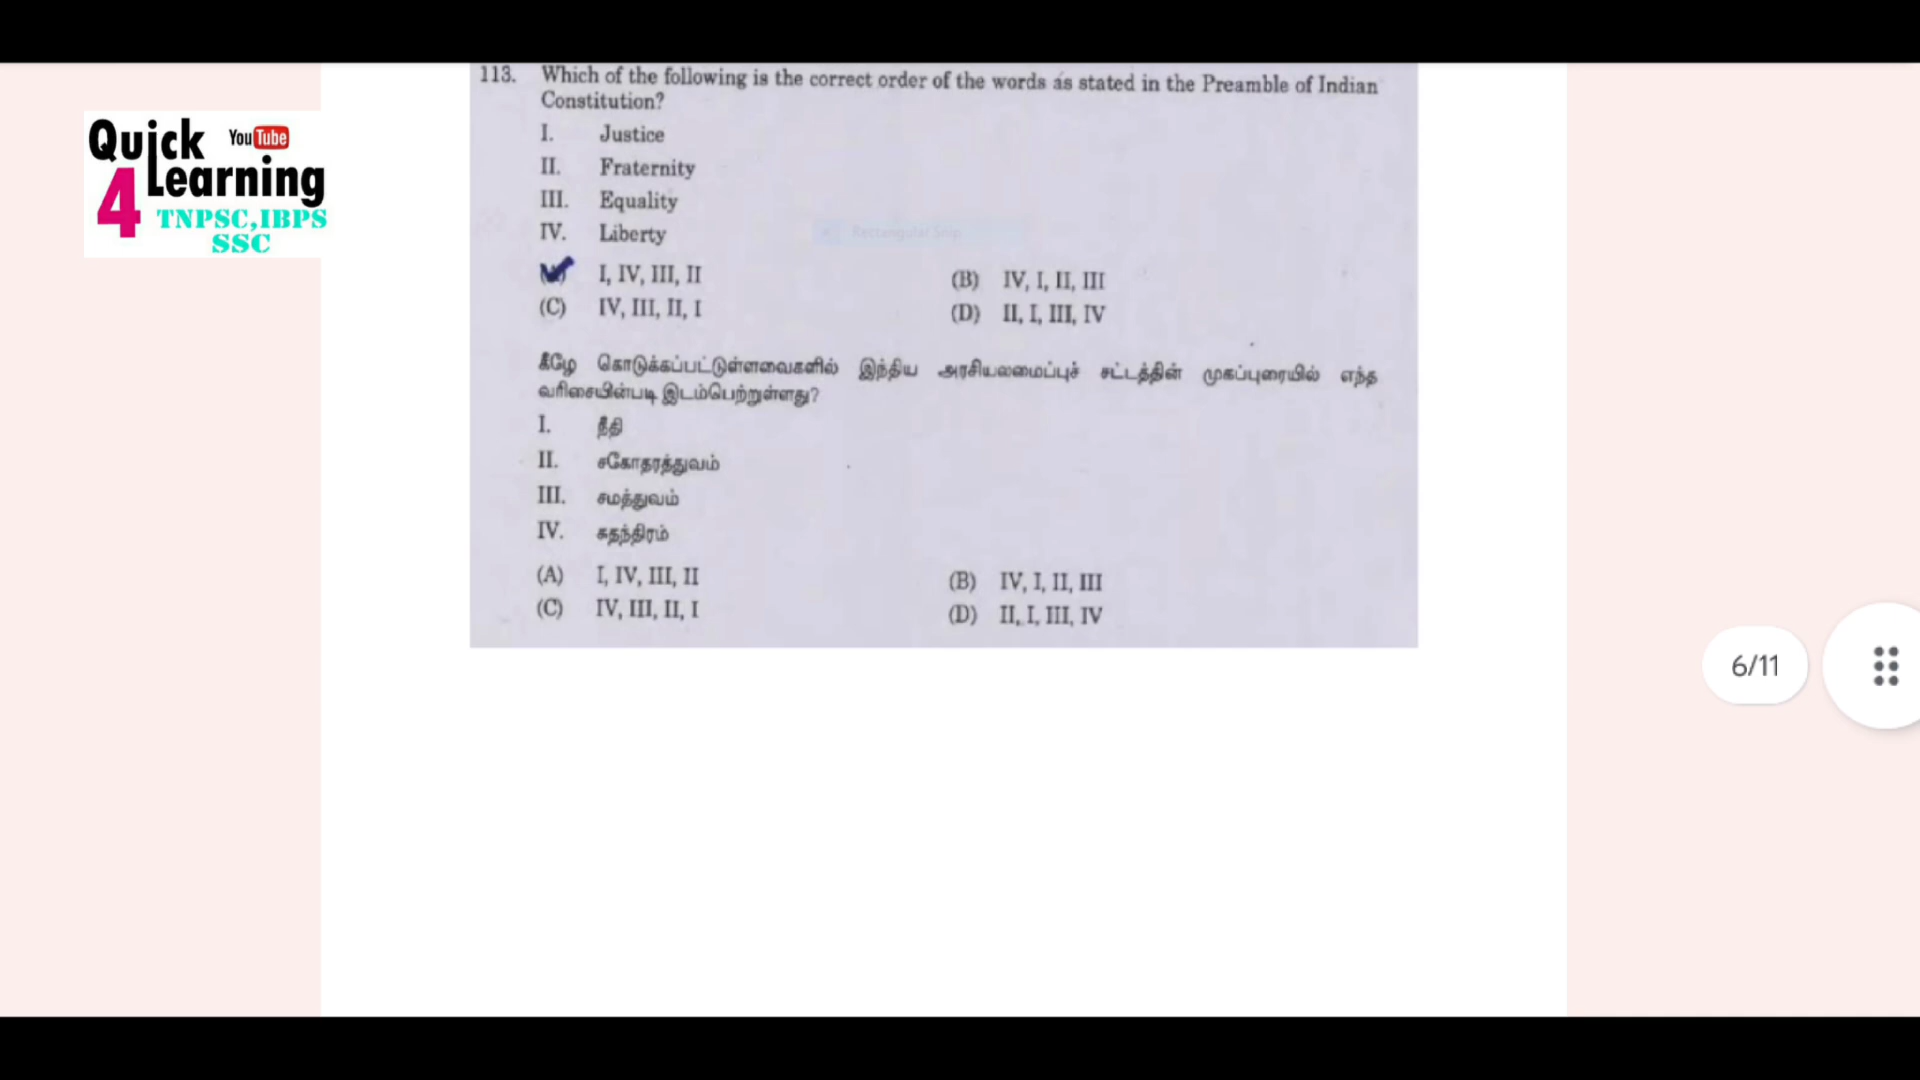 Quick YouTube
4 Learning
TNPSC,IBPS
SSC
113. Which of the following is the correct order of the words as stated in the Preamble of Indian
Constitution?
I. Justice
II. Fraternity
III. Equality
IV. Liberty
Rectangular Snip
I, IV, III, II (B) IV, I, II, III
(C) IV, III, II, I (D) II, I, III, IV
கீழே கொடுக்கப்பட்டுள்ளவைகளில் இந்திய அரசியலமைப்புச் சட்டத்தின் முகப்புரையில் எந்த
வரிசையின்படி இடம்பெற்றுள்ளது?
I. நீதி
II. சகோதரத்துவம்
III. சமத்துவம்
IV. சுதந்திரம்
(A) I, IV, III, II (B) IV, I, II, III
(C) IV, III, II, I (D) II, I, III, IV
6/11